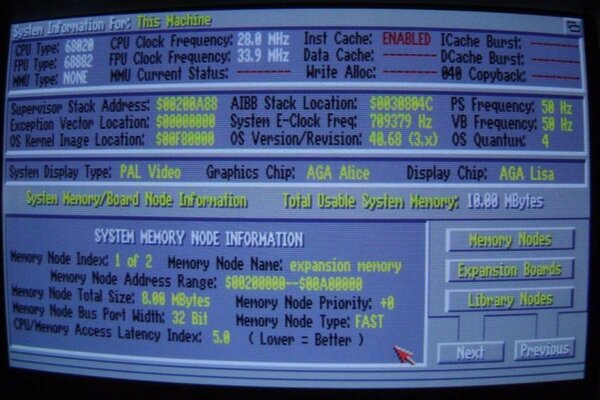 System Information For: This Machine
CPU Type: 68020 CPU Clock Frequency: 28.0 MHz Inst Cache: ENABLED ICache Burst: -------
FPU Type: 68882 FPU Clock Frequency: 33.9 MHz Data Cache: ------- DCache Burst: -------
MMU Type: NONE MMU Current Status: ------- Write Alloc: ------- 040 Copyback: -------
Supervisor Stack Address: $00200A88 AIBB Stack Location: $0030804C PS Frequency: 50 Hz
Exception Vector Location: $00000000 System E-Clock Freq: 709379 Hz VB Frequency: 50 Hz
OS Kernel Image Location: $00F80000 OS Version/Revision: 40.68 (3.x) OS Quantum: 4
System Display Type: PAL Video Graphics Chip: AGA Alice Display Chip: AGA Lisa
System Memory/Board Node Information Total Usable System Memory: 10.00 MBytes
SYSTEM MEMORY NODE INFORMATION
Memory Node Index: 1 of 2 Memory Node Name: expansion memory
Memory Node Address Range: $00200000--$00A00000
Memory Node Total Size: 8.00 MBytes Memory Node Priority: +0
Memory Node Bus Port Width: 32 Bit Memory Node Type: FAST
CPU/Memory Access Latency Index: 5.0 ( Lower = Better )
Memory Nodes
Expansion Boards
Library Nodes
Next Previous